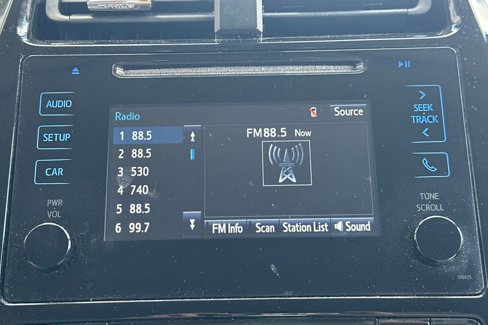 AUDIO
SETUP
CAR
PWR
VOL
Radio
Source
1 88.5
2 88.5
3 530
4 740
5 88.5
6 99.7
FM88.5 Now
FM Info
Scan
Station List
Sound
SEEK
TRACK
TUNE
SCROLL